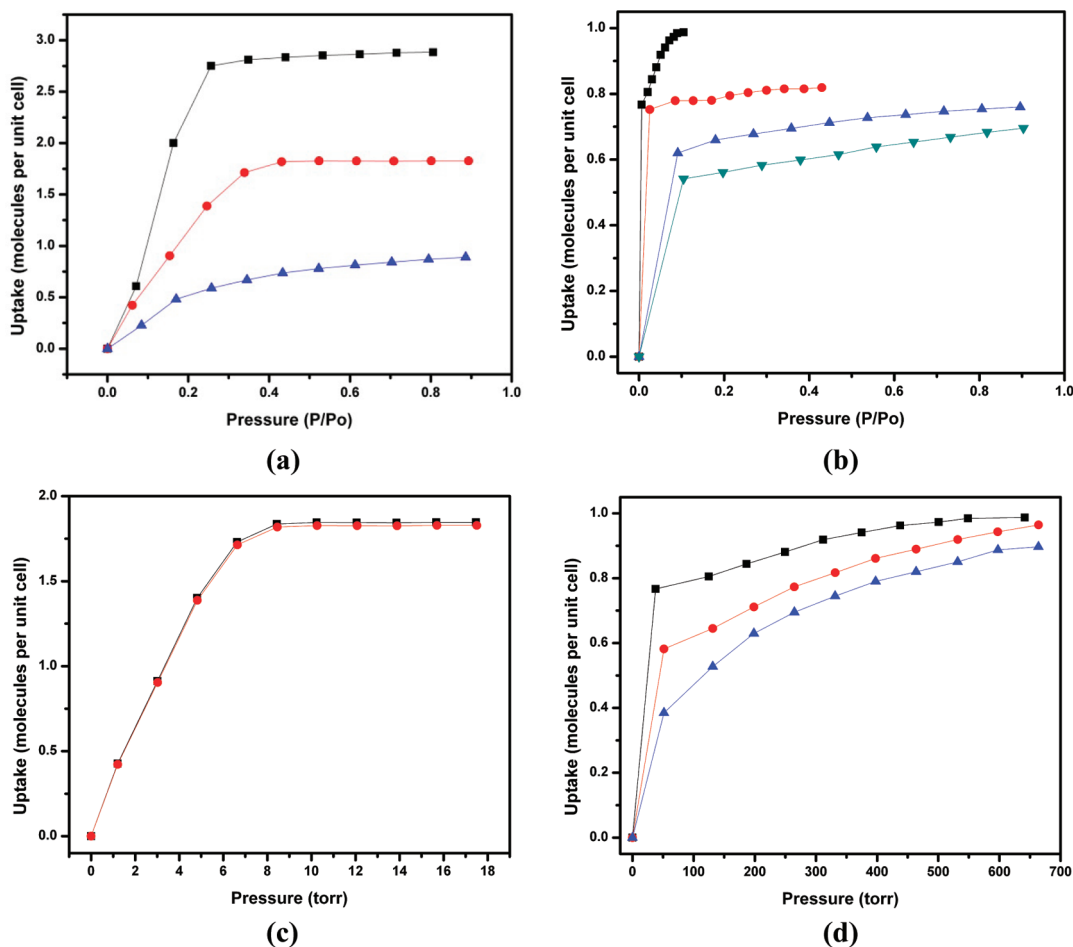 3.0
2.5
2.0
1.5
1.0
0.5
0.0
Uptake (molecules per unit cell)
0.0 0.2 0.4 0.6 0.8 1.0
Pressure (P/Po)
(a)
1.0
0.8
0.6
0.4
0.2
0.0
Uptake (molecules per unit cell)
0.0 0.2 0.4 0.6 0.8 1.0
Pressure (P/Po)
(b)
2.0
1.5
1.0
0.5
0.0
Uptake (molecules per unit cell)
0 2 4 6 8 10 12 14 16 18
Pressure (torr)
(c)
1.0
0.8
0.6
0.4
0.2
0.0
Uptake (molecules per unit cell)
0 100 200 300 400 500 600 700
Pressure (torr)
(d)